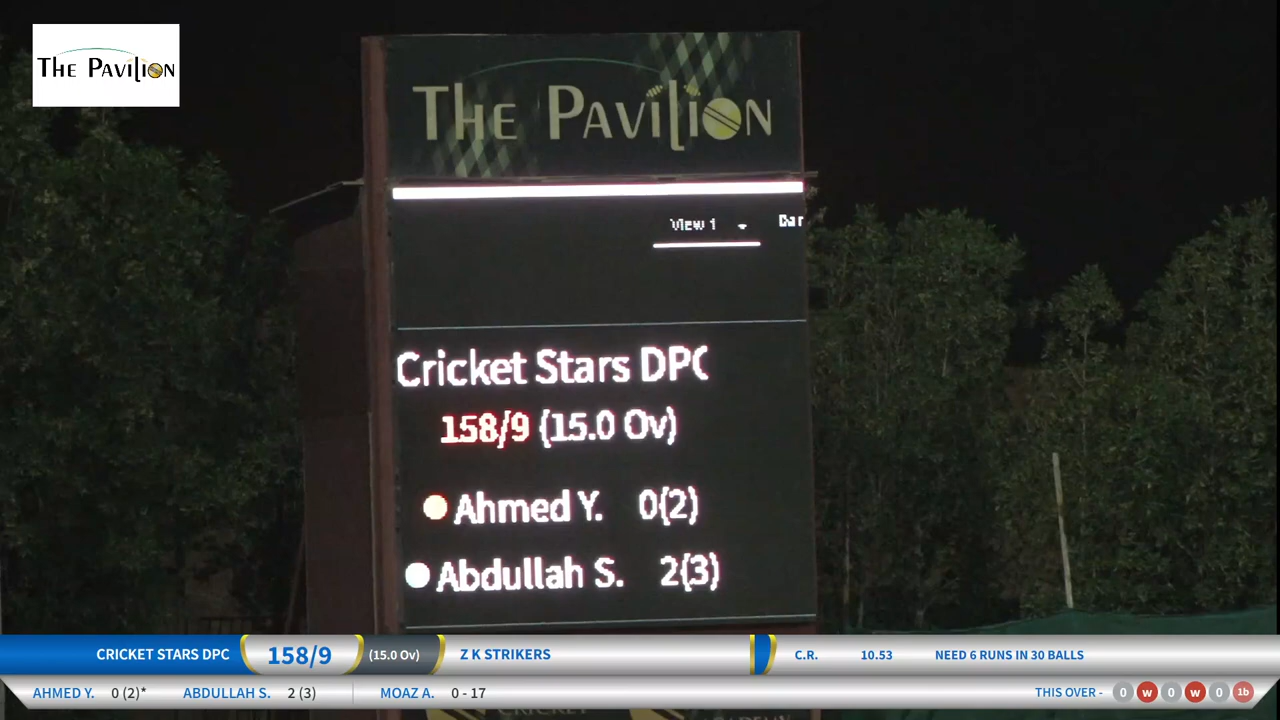 THE PAVILION
THE PAVILION
View 1
Cricket Stars DPC
158/9 (15.0 Ov)
Ahmed Y. 0(2)
Abdullah S. 2(3)
CRICKET STARS DPC 158/9 (15.0 Ov) Z K STRIKERS C.R. 10.53 NEED 6 RUNS IN 30 BALLS
AHMED Y. 0 (2)* ABDULLAH S. 2 (3) MOAZ A. 0 - 17 THIS OVER - 0 w 0 w 0 1b
CRICKET ACADEMY